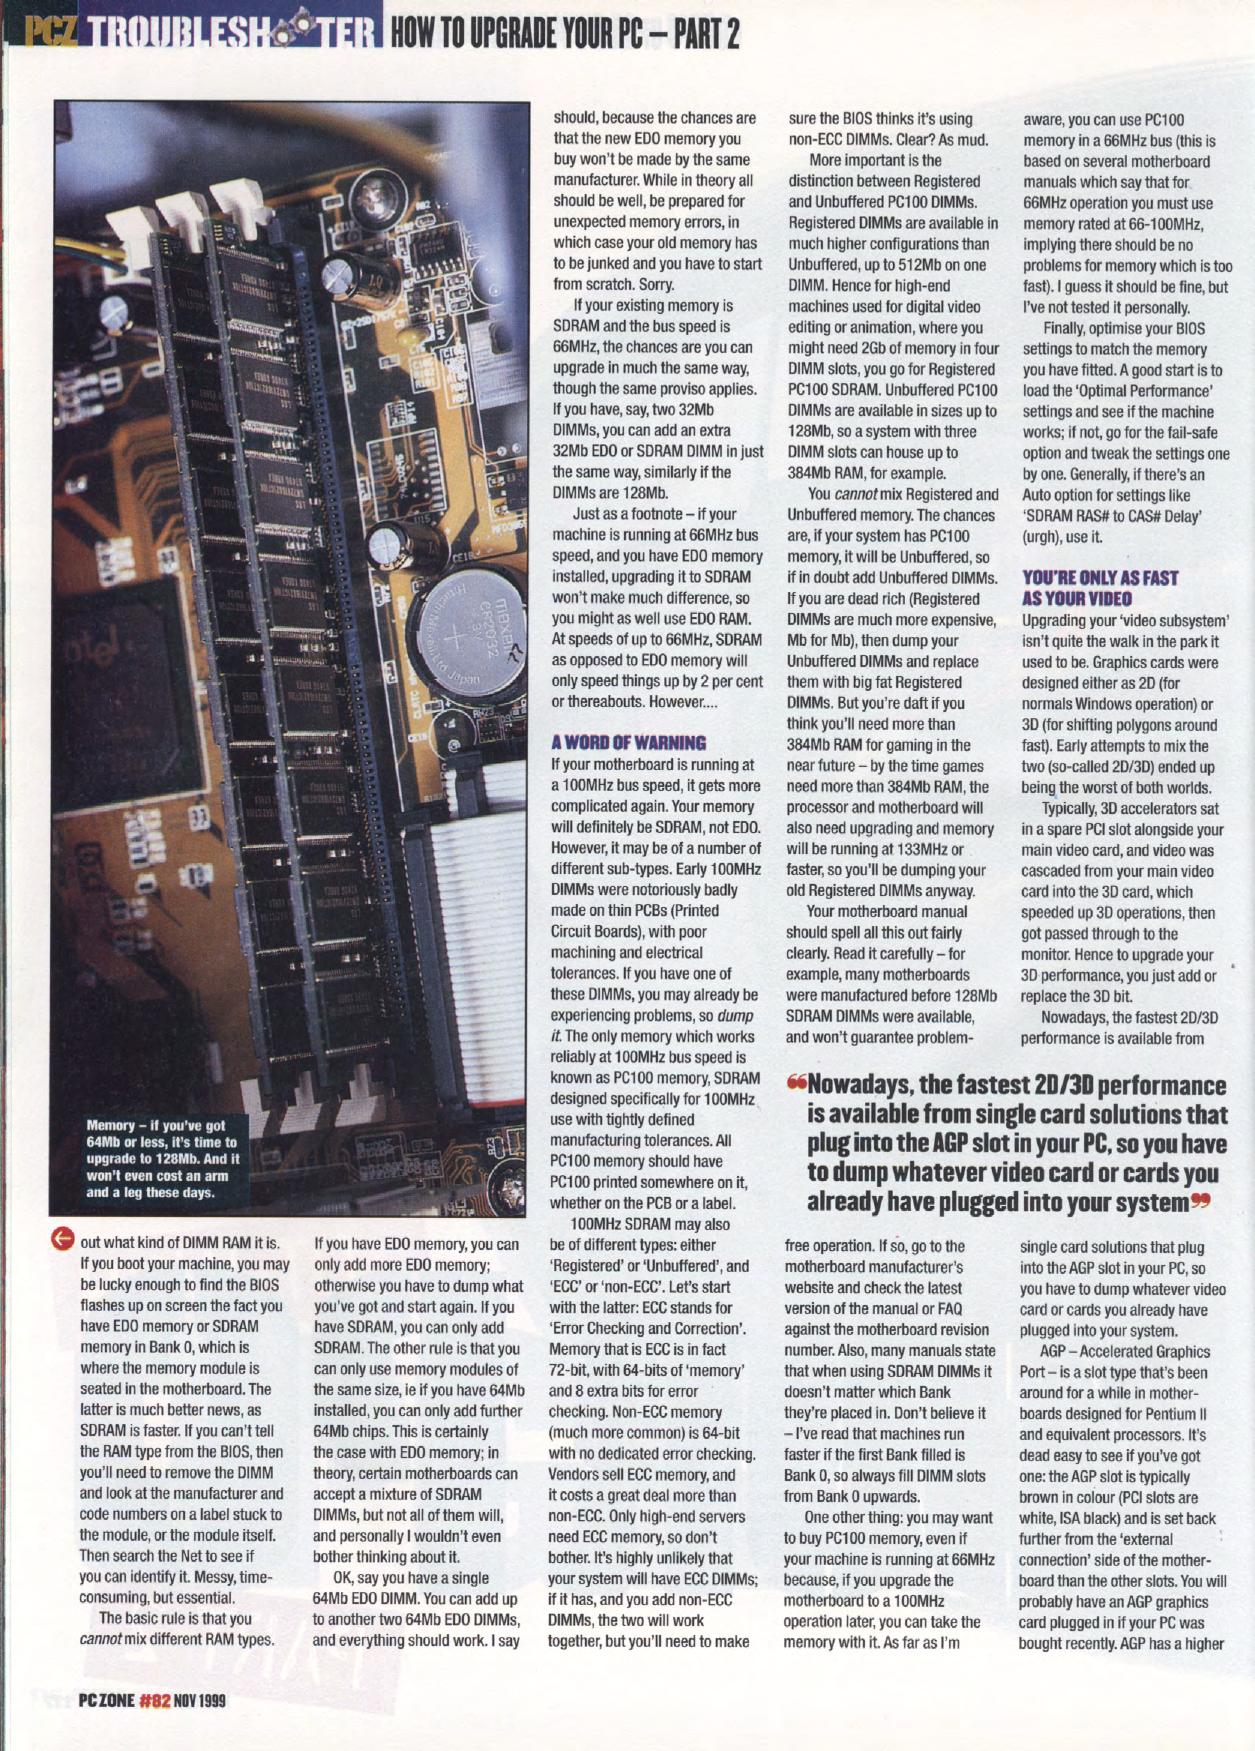 PCZ TROUBLESHOOTER HOW TO UPGRADE YOUR PC – PART 2
Memory – if you've got
64Mb or less, it's time to
upgrade to 128Mb. And it
won't even cost an arm
and a leg these days.
out what kind of DIMM RAM it is.
If you boot your machine, you may
be lucky enough to find the BIOS
flashes up on screen the fact you
have EDO memory or SDRAM
memory in Bank 0, which is
where the memory module is
seated in the motherboard. The
latter is much better news, as
SDRAM is faster. If you can't tell
the RAM type from the BIOS, then
you'll need to remove the DIMM
and look at the manufacturer and
code numbers on a label stuck to
the module, or the module itself.
Then search the Net to see if
you can identify it. Messy, time-
consuming, but essential.
The basic rule is that you
cannot mix different RAM types.
If you have EDO memory, you can
only add more EDO memory;
otherwise you have to dump what
you've got and start again. If you
have SDRAM, you can only add
SDRAM. The other rule is that you
can only use memory modules of
the same size, ie if you have 64Mb
installed, you can only add further
64Mb chips. This is certainly
the case with EDO memory; in
theory, certain motherboards can
accept a mixture of SDRAM
DIMMs, but not all of them will,
and personally I wouldn't even
bother thinking about it.
OK, say you have a single
64Mb EDO DIMM. You can add up
to another two 64Mb EDO DIMMs,
and everything should work. I say
should, because the chances are
that the new EDO memory you
buy won't be made by the same
manufacturer. While in theory all
should be well, be prepared for
unexpected memory errors, in
which case your old memory has
to be junked and you have to start
from scratch. Sorry.
If your existing memory is
SDRAM and the bus speed is
66MHz, the chances are you can
upgrade in much the same way,
though the same proviso applies.
If you have, say, two 32Mb
DIMMs, you can add an extra
32Mb EDO or SDRAM DIMM in just
the same way, similarly if the
DIMMs are 128Mb.
Just as a footnote – if your
machine is running at 66MHz bus
speed, and you have EDO memory
installed, upgrading it to SDRAM
won't make much difference, so
you might as well use EDO RAM.
At speeds of up to 66MHz, SDRAM
as opposed to EDO memory will
only speed things up by 2 per cent
or thereabouts. However....
A WORD OF WARNING
If your motherboard is running at
a 100MHz bus speed, it gets more
complicated again. Your memory
will definitely be SDRAM, not EDO.
However, it may be of a number of
different sub-types. Early 100MHz
DIMMs were notoriously badly
made on thin PCBs (Printed
Circuit Boards), with poor
machining and electrical
tolerances. If you have one of
these DIMMs, you may already be
experiencing problems, so dump
it. The only memory which works
reliably at 100MHz bus speed is
known as PC100 memory, SDRAM
designed specifically for 100MHz
use with tightly defined
manufacturing tolerances. All
PC100 memory should have
PC100 printed somewhere on it,
whether on the PCB or a label.
100MHz SDRAM may also
be of different types: either
'Registered' or 'Unbuffered', and
'ECC' or 'non-ECC'. Let's start
with the latter: ECC stands for
'Error Checking and Correction'.
Memory that is ECC is in fact
72-bit, with 64-bits of 'memory'
and 8 extra bits for error
checking. Non-ECC memory
(much more common) is 64-bit
with no dedicated error checking.
Vendors sell ECC memory, and
it costs a great deal more than
non-ECC. Only high-end servers
need ECC memory, so don't
bother. It's highly unlikely that
your system will have ECC DIMMs;
if it has, and you add non-ECC
DIMMs, the two will work
together, but you'll need to make
sure the BIOS thinks it's using
non-ECC DIMMs. Clear? As mud.
More important is the
distinction between Registered
and Unbuffered PC100 DIMMs.
Registered DIMMs are available in
much higher configurations than
Unbuffered, up to 512Mb on one
DIMM. Hence for high-end
machines used for digital video
editing or animation, where you
might need 2Gb of memory in four
DIMM slots, you go for Registered
PC100 SDRAM. Unbuffered PC100
DIMMs are available in sizes up to
128Mb, so a system with three
DIMM slots can house up to
384Mb RAM, for example.
You cannot mix Registered and
Unbuffered memory. The chances
are, if your system has PC100
memory, it will be Unbuffered, so
if in doubt add Unbuffered DIMMs.
If you are dead rich (Registered
DIMMs are much more expensive,
Mb for Mb), then dump your
Unbuffered DIMMs and replace
them with big fat Registered
DIMMs. But you're daft if you
think you'll need more than
384Mb RAM for gaming in the
near future – by the time games
need more than 384Mb RAM, the
processor and motherboard will
also need upgrading and memory
will be running at 133MHz or
faster, so you'll be dumping your
old Registered DIMMs anyway.
Your motherboard manual
should spell all this out fairly
clearly. Read it carefully – for
example, many motherboards
were manufactured before 128Mb
SDRAM DIMMs were available,
and won't guarantee problem-
free operation. If so, go to the
motherboard manufacturer's
website and check the latest
version of the manual or FAQ
against the motherboard revision
number. Also, many manuals state
that when using SDRAM DIMMs it
doesn't matter which Bank
they're placed in. Don't believe it
– I've read that machines run
faster if the first Bank filled is
Bank 0, so always fill DIMM slots
from Bank 0 upwards.
One other thing: you may want
to buy PC100 memory, even if
your machine is running at 66MHz
because, if you upgrade the
motherboard to a 100MHz
operation later, you can take the
memory with it. As far as I'm
aware, you can use PC100
memory in a 66MHz bus (this is
based on several motherboard
manuals which say that for
66MHz operation you must use
memory rated at 66-100MHz,
implying there should be no
problems for memory which is too
fast). I guess it should be fine, but
I've not tested it personally.
Finally, optimise your BIOS
settings to match the memory
you have fitted. A good start is to
load the 'Optimal Performance'
settings and see if the machine
works; if not, go for the fail-safe
option and tweak the settings one
by one. Generally, if there's an
Auto option for settings like
'SDRAM RAS# to CAS# Delay'
(urgh), use it.
YOU'RE ONLY AS FAST
AS YOUR VIDEO
Upgrading your 'video subsystem'
isn't quite the walk in the park it
used to be. Graphics cards were
designed either as 2D (for
normals Windows operation) or
3D (for shifting polygons around
fast). Early attempts to mix the
two (so-called 2D/3D) ended up
being the worst of both worlds.
Typically, 3D accelerators sat
in a spare PCI slot alongside your
main video card, and video was
cascaded from your main video
card into the 3D card, which
speeded up 3D operations, then
got passed through to the
monitor. Hence to upgrade your
3D performance, you just add or
replace the 3D bit.
Nowadays, the fastest 2D/3D
performance is available from
single card solutions that plug
into the AGP slot in your PC, so
you have to dump whatever video
card or cards you already have
plugged into your system.
AGP – Accelerated Graphics
Port – is a slot type that's been
around for a while in mother-
boards designed for Pentium II
and equivalent processors. It's
dead easy to see if you've got
one: the AGP slot is typically
brown in colour (PCI slots are
white, ISA black) and is set back
further from the 'external
connection' side of the mother-
board than the other slots. You will
probably have an AGP graphics
card plugged in if your PC was
bought recently. AGP has a higher
“Nowadays, the fastest 2D/3D performance
is available from single card solutions that
plug into the AGP slot in your PC, so you have
to dump whatever video card or cards you
already have plugged into your system”
PC ZONE #82 NOV 1999